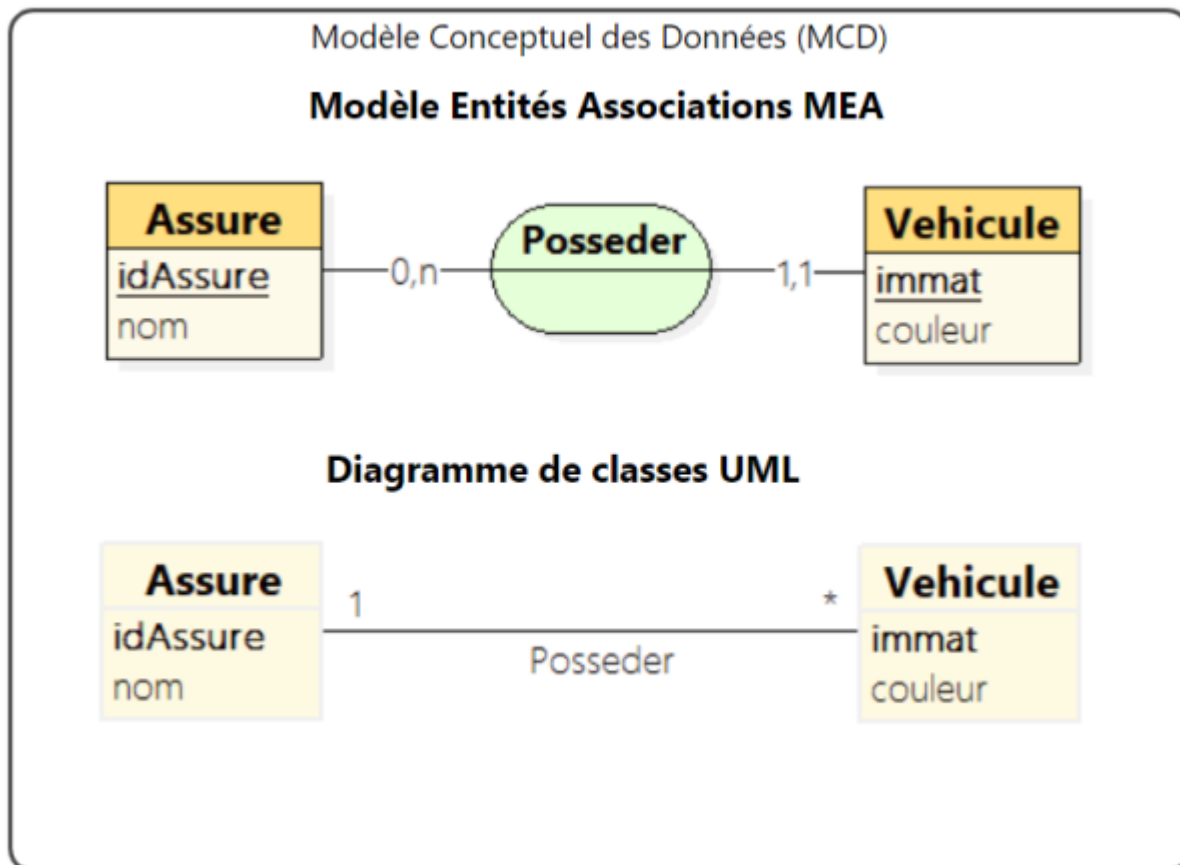 Modèle Conceptuel des Données (MCD)
Modèle Entités Associations MEA
Assure
idAssure
nom
0,n
Posseder
1,1
Vehicule
immat
couleur
Diagramme de classes UML
Assure
idAssure
nom
1
Posseder
*
Vehicule
immat
couleur